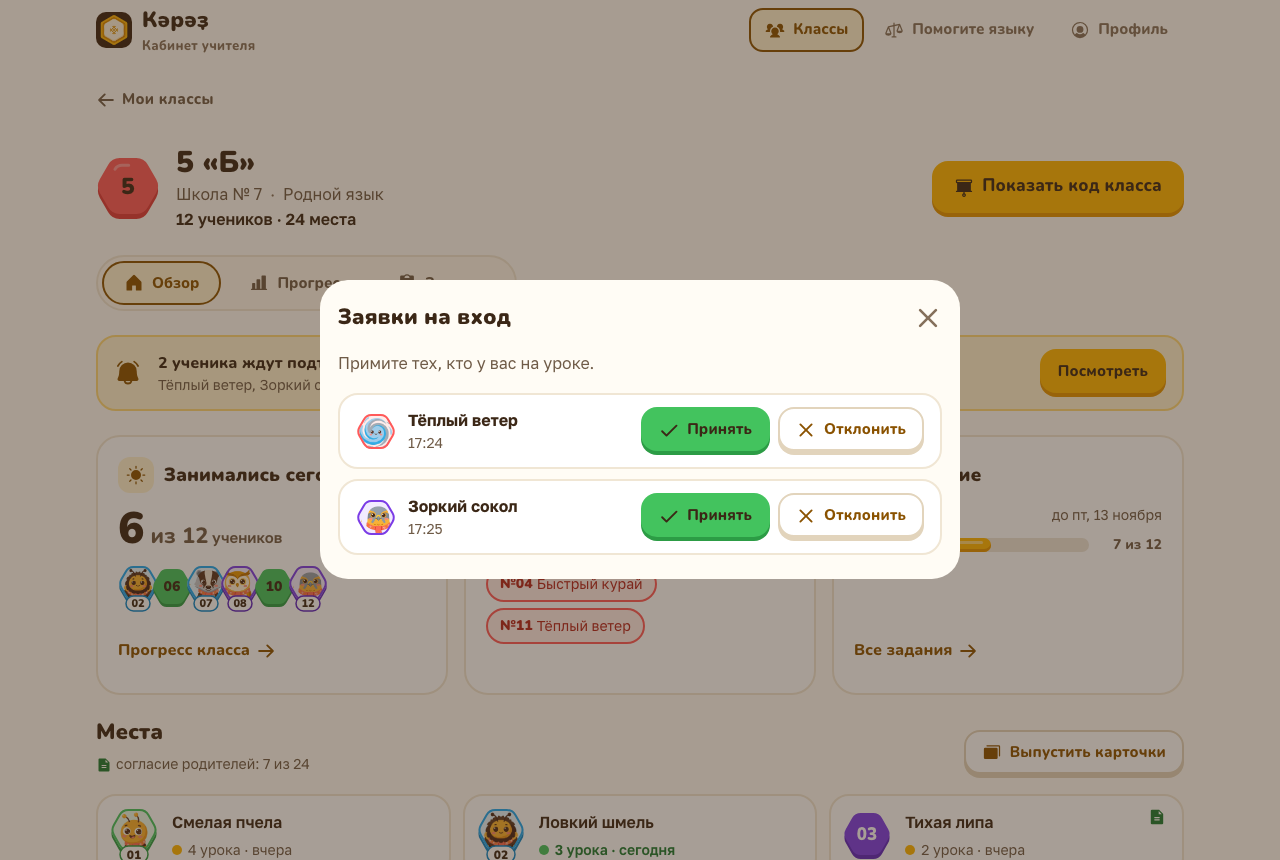 Кәрәҙ
Кабинет учителя
Классы
Помогите языку
Профиль
Мои классы
5
5 «Б»
Школа № 7 · Родной язык
12 учеников · 24 места
Показать код класса
Обзор
Заявки на вход
Примите тех, кто у вас на уроке.
Тёплый ветер
17:24
Принять
Отклонить
Зоркий сокол
17:25
Принять
Отклонить
2 ученика ждут
Тёплый ветер, Зоркий
Посмотреть
Занимались
6 из 12 учеников
02
06
07
08
10
12
Прогресс класса
№04 Быстрый курай
№11 Тёплый ветер
до пт, 13 ноября
7 из 12
Все задания
Места
согласие родителей: 7 из 24
Выпустить карточки
Смелая пчела
4 урока · вчера
01
Ловкий шмель
3 урока · сегодня
02
03
Тихая липа
2 урока · вчера